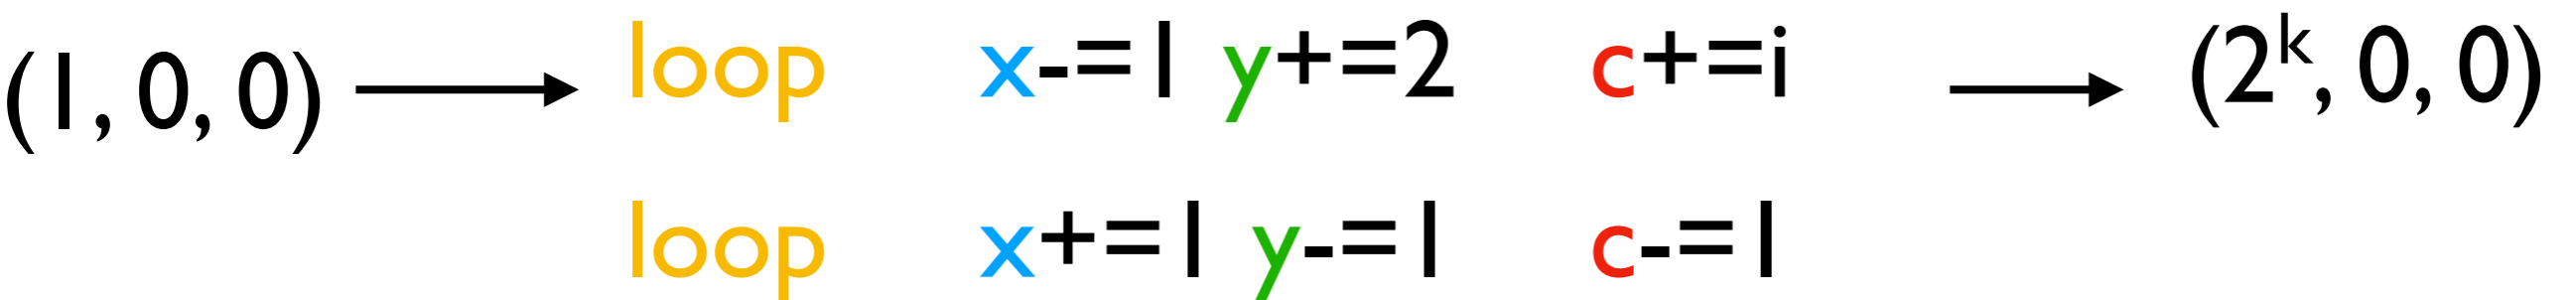 (1, 0, 0) ⟶ loop x-=1 y+=2 c+=i ⟶ (2^k, 0, 0)
loop x+=1 y-=1 c-=1